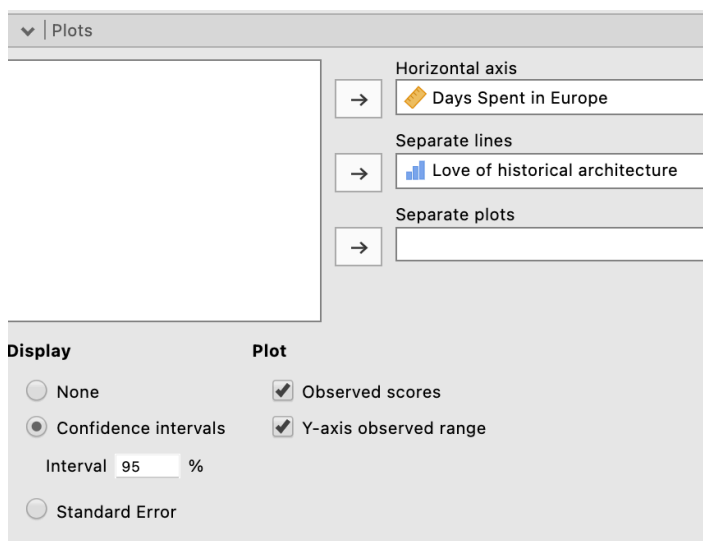 Plots
Horizontal axis
Days Spent in Europe
Separate lines
Love of historical architecture
Separate plots
Display
Plot
None
Observed scores
Confidence intervals
Y-axis observed range
Interval 95 %
Standard Error